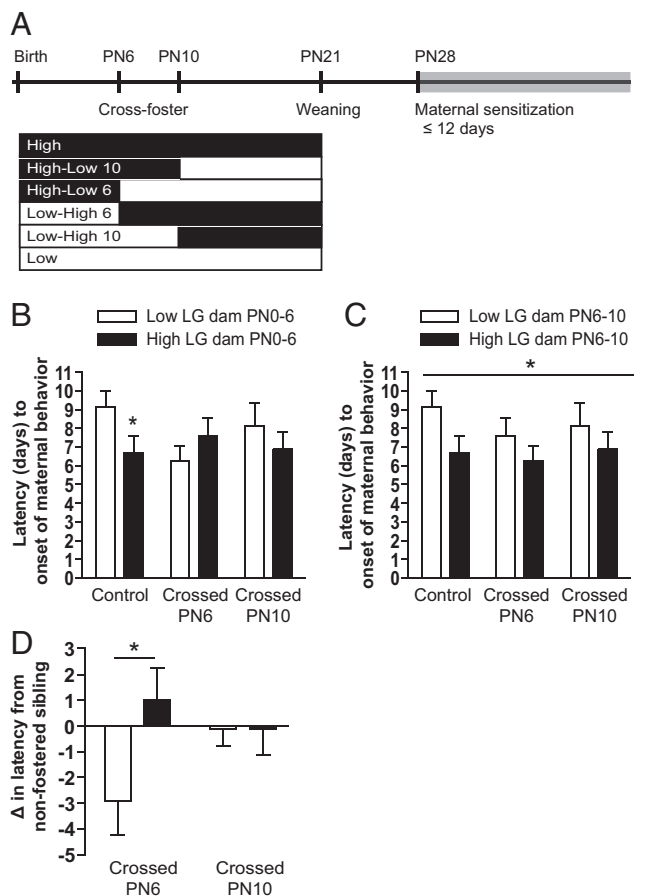 A
Birth PN6 PN10 PN21 PN28
Cross-foster Weaning Maternal sensitization
≤ 12 days
High
High-Low 10
High-Low 6
Low-High 6
Low-High 10
Low
B
Low LG dam PN0-6
High LG dam PN0-6
Latency (days) to
onset of maternal behavior
11
10
9
8
7
6
5
4
3
2
1
0
*
Control Crossed Crossed
PN6 PN10
C
Low LG dam PN6-10
High LG dam PN6-10
Latency (days) to
onset of maternal behavior
11
10
9
8
7
6
5
4
3
2
1
0
*
Control Crossed Crossed
PN6 PN10
D
Δ in latency from
non-fostered sibling
3
2
1
0
-1
-2
-3
-4
-5
*
Crossed Crossed
PN6 PN10